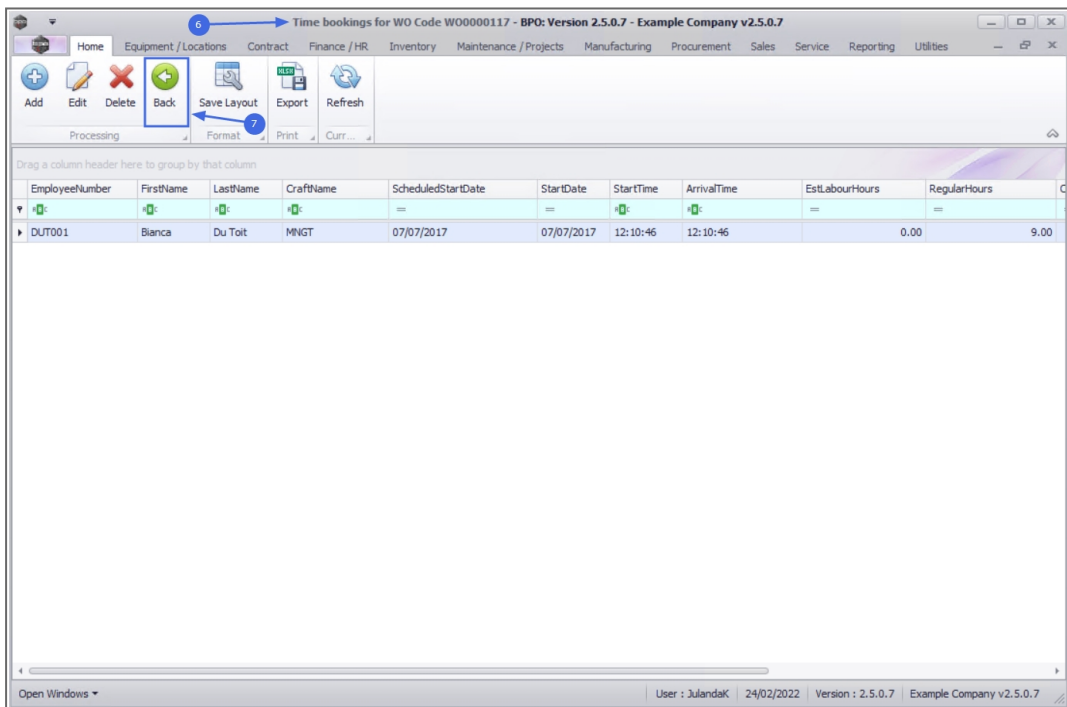 6
Time bookings for WO Code WO0000117 - BPO: Version 2.5.0.7 - Example Company v2.5.0.7
Home Equipment / Locations Contract Finance / HR Inventory Maintenance / Projects Manufacturing Procurement Sales Service Reporting Utilities
XLSX
Add Edit Delete Back Save Layout Export Refresh
7
Processing Format Print Curr...
Drag a column header here to group by that column
EmployeeNumber FirstName LastName CraftName ScheduledStartDate StartDate StartTime ArrivalTime EstLabourHours RegularHours
= = = =
DUT001 Bianca Du Toit MNGT 07/07/2017 07/07/2017 12:10:46 12:10:46 0.00 9.00
Open Windows User : JulandaK 24/02/2022 Version : 2.5.0.7 Example Company v2.5.0.7